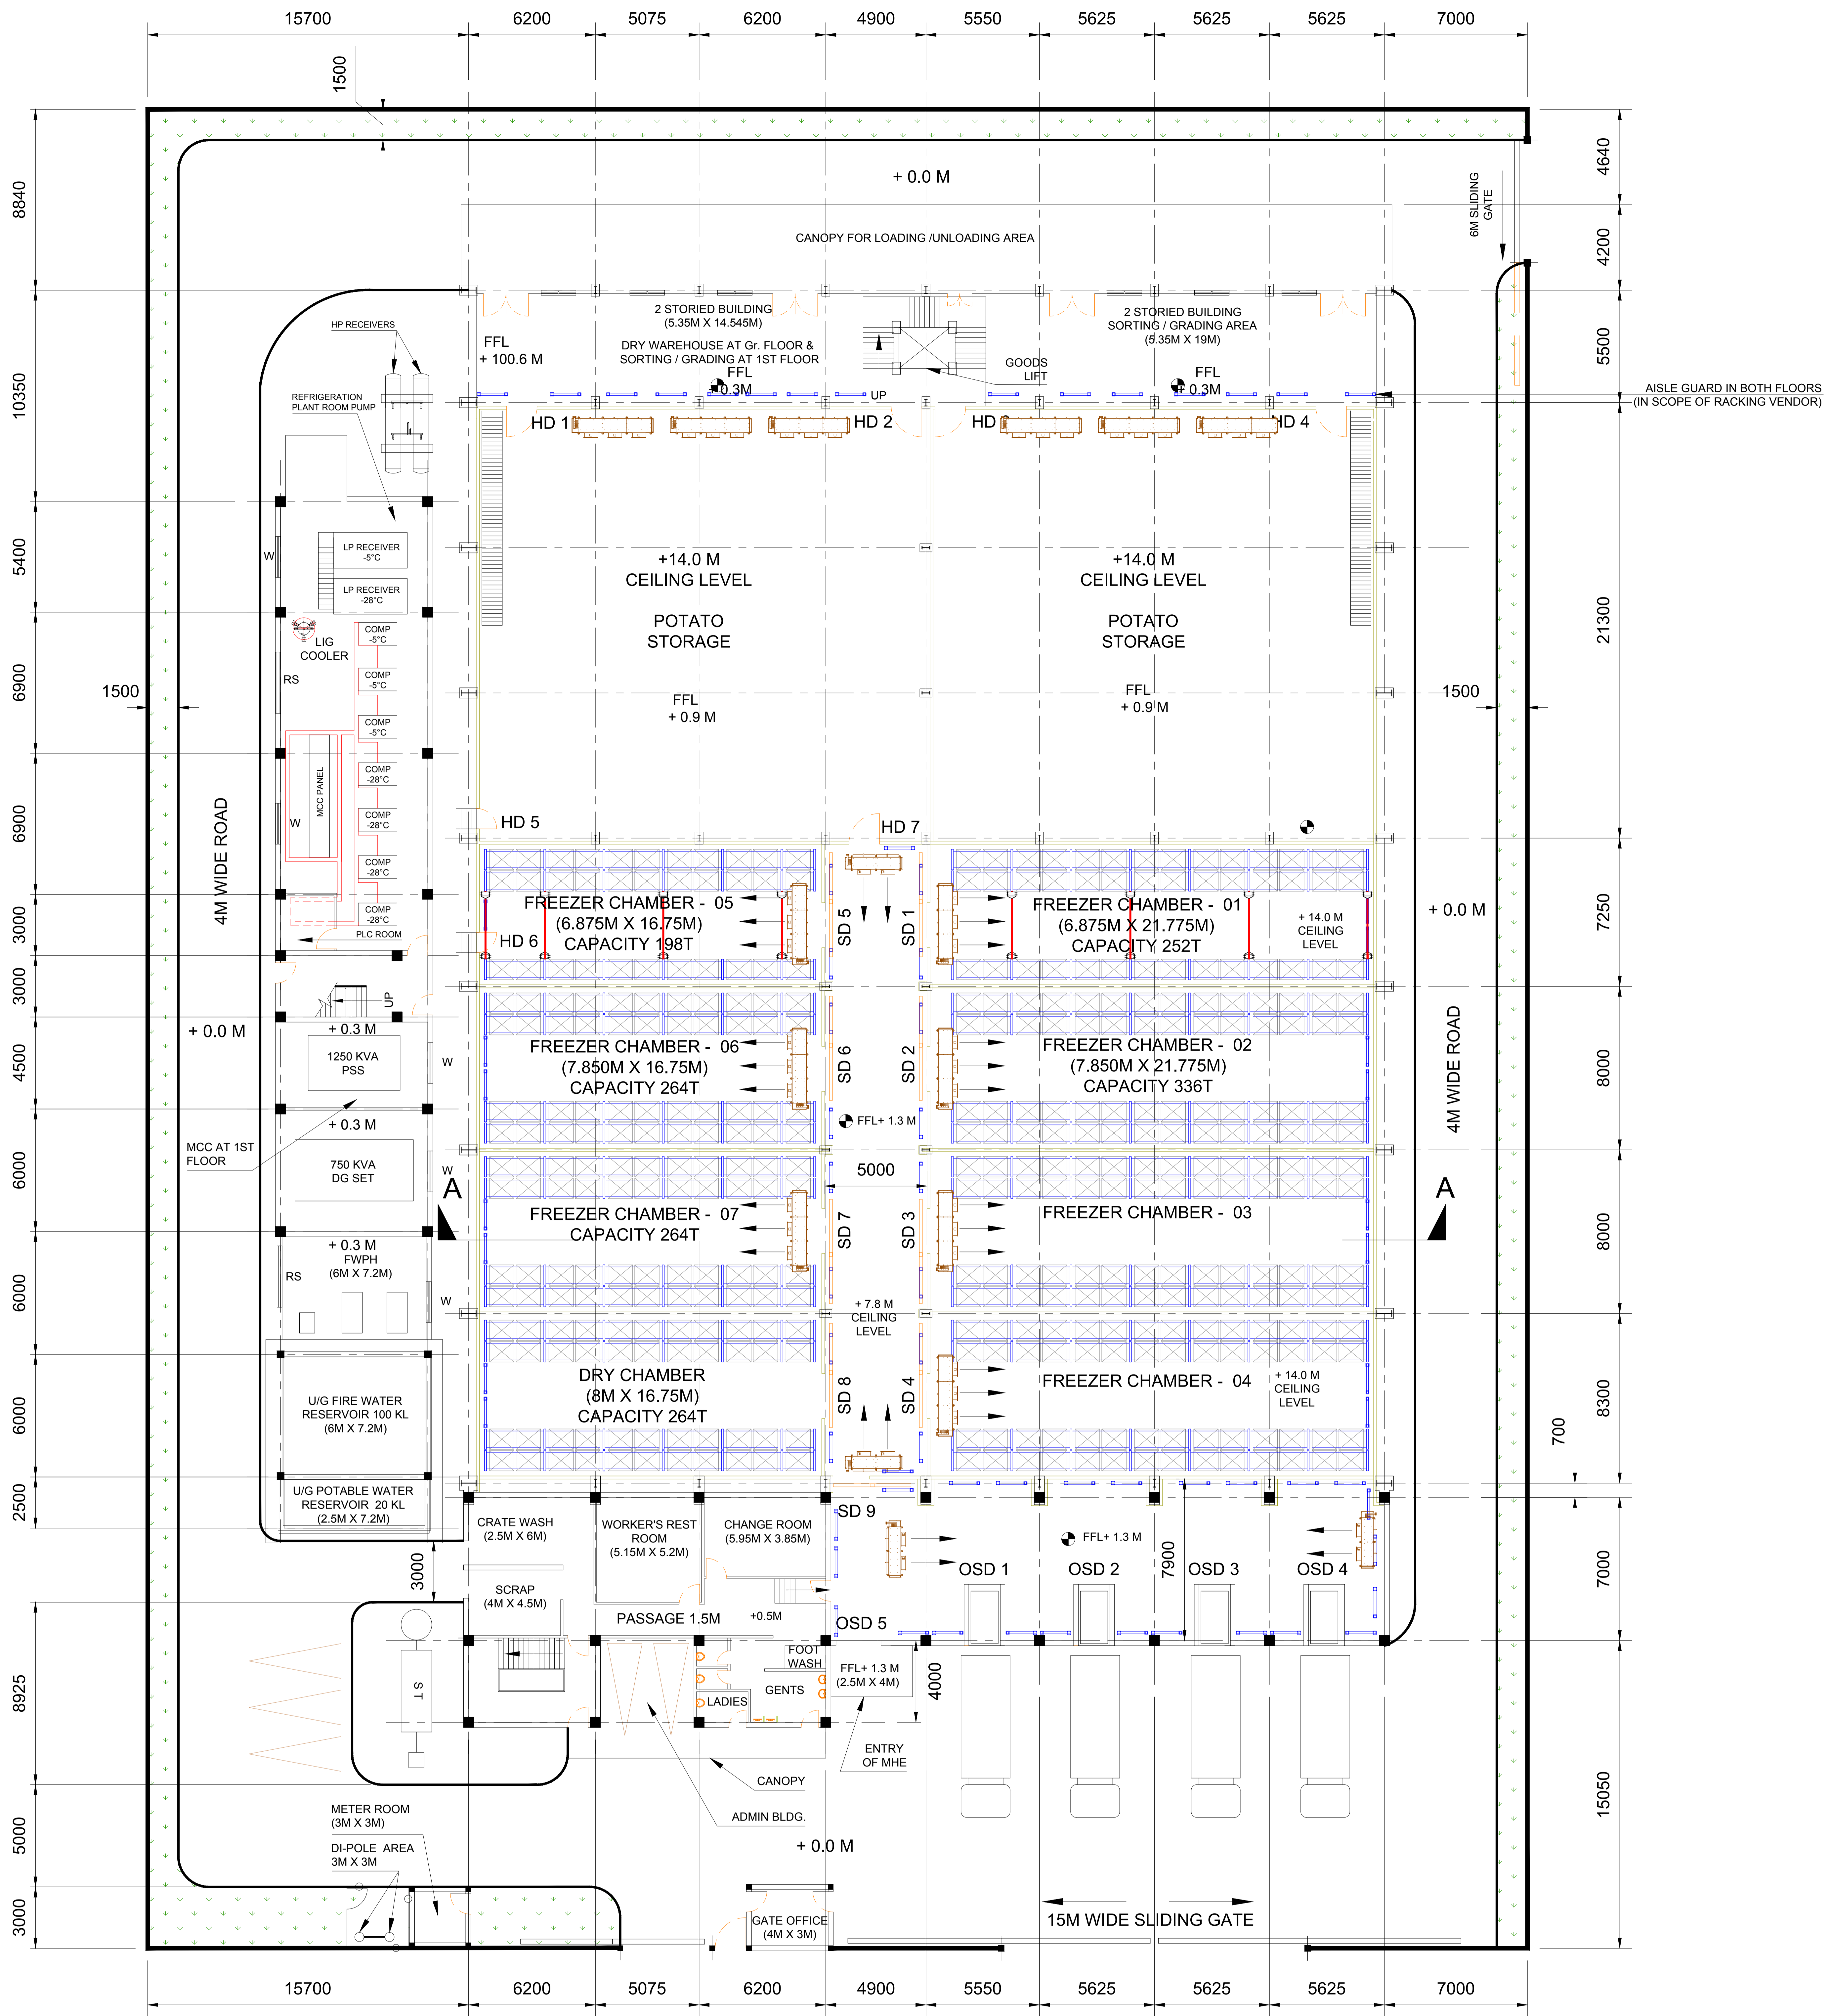 15700
6200
5075
6200
4900
5550
5625
5625
5625
7000
1500
8840
10350
5400
6900
6900
3000
3000
4500
6000
6000
6000
2500
8925
5000
3000
4640
4200
5500
21300
7250
8000
8000
8300
700
7000
15050
+ 0.0 M
6M SLIDING
GATE
CANOPY FOR LOADING /UNLOADING AREA
2 STORIED BUILDING
(5.35M X 14.545M)
DRY WAREHOUSE AT Gr. FLOOR &
SORTING / GRADING AT 1ST FLOOR
FFL
+ 0.3M
FFL
+ 100.6 M
2 STORIED BUILDING
SORTING / GRADING AREA
(5.35M X 19M)
FFL
+ 0.3M
GOODS
LIFT
UP
AISLE GUARD IN BOTH FLOORS
(IN SCOPE OF RACKING VENDOR)
HP RECEIVERS
REFRIGERATION
PLANT ROOM PUMP
HD 1
HD 2
HD
HD 4
LP RECEIVER
-5°C
LP RECEIVER
-28°C
W
LIG
COOLER
RS
COMP
-5°C
COMP
-5°C
COMP
-5°C
COMP
-28°C
COMP
-28°C
COMP
-28°C
COMP
-28°C
MCC PANEL
W
PLC ROOM
+14.0 M
CEILING LEVEL
POTATO
STORAGE
FFL
+ 0.9 M
+14.0 M
CEILING LEVEL
POTATO
STORAGE
FFL
+ 0.9 M
1500
1500
4M WIDE ROAD
+ 0.0 M
HD 5
HD 6
HD 7
FREEZER CHAMBER - 05
(6.875M X 16.75M)
CAPACITY 198T
SD 5
SD 1
FREEZER CHAMBER - 01
(6.875M X 21.775M)
CAPACITY 252T
+ 14.0 M
CEILING
LEVEL
+ 0.0 M
4M WIDE ROAD
UP
+ 0.3 M
1250 KVA
PSS
W
+ 0.3 M
750 KVA
DG SET
W
MCC AT 1ST
FLOOR
FREEZER CHAMBER - 06
(7.850M X 16.75M)
CAPACITY 264T
SD 6
SD 2
FREEZER CHAMBER - 02
(7.850M X 21.775M)
CAPACITY 336T
FFL+ 1.3 M
5000
A
A
FREEZER CHAMBER - 07
CAPACITY 264T
SD 7
SD 3
FREEZER CHAMBER - 03
+ 0.3 M
FWPH
(6M X 7.2M)
RS
W
+ 7.8 M
CEILING
LEVEL
DRY CHAMBER
(8M X 16.75M)
CAPACITY 264T
SD 8
SD 4
FREEZER CHAMBER - 04
+ 14.0 M
CEILING
LEVEL
U/G FIRE WATER
RESERVOIR 100 KL
(6M X 7.2M)
U/G POTABLE WATER
RESERVOIR 20 KL
(2.5M X 7.2M)
3000
CRATE WASH
(2.5M X 6M)
WORKER'S REST
ROOM
(5.15M X 5.2M)
CHANGE ROOM
(5.95M X 3.85M)
SD 9
FFL+ 1.3 M
7900
OSD 1
OSD 2
OSD 3
OSD 4
SCRAP
(4M X 4.5M)
PASSAGE 1.5M
+0.5M
OSD 5
FOOT
WASH
FFL+ 1.3 M
(2.5M X 4M)
4000
GENTS
LADIES
S T
ENTRY
OF MHE
CANOPY
ADMIN BLDG.
METER ROOM
(3M X 3M)
DI-POLE AREA
3M X 3M
+ 0.0 M
GATE OFFICE
(4M X 3M)
15M WIDE SLIDING GATE
15700
6200
5075
6200
4900
5550
5625
5625
5625
7000